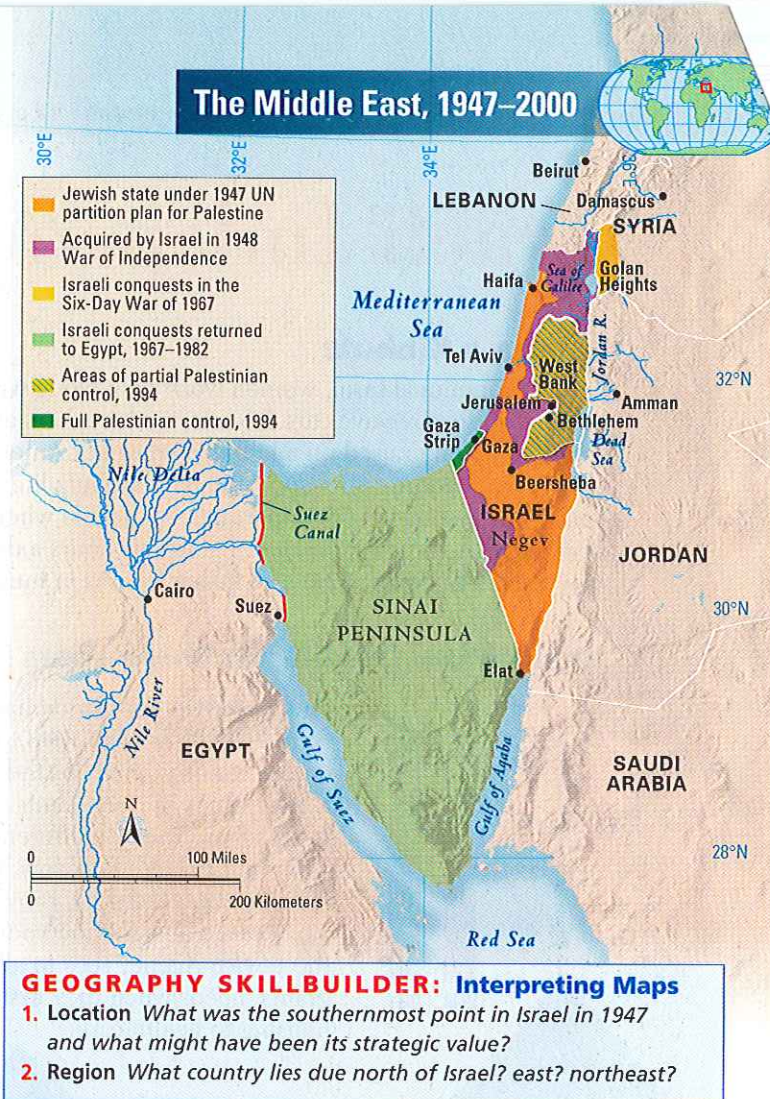 The Middle East, 1947–2000
30°E
32°E
34°E
36°E
Jewish state under 1947 UN
partition plan for Palestine
Acquired by Israel in 1948
War of Independence
Israeli conquests in the
Six-Day War of 1967
Israeli conquests returned
to Egypt, 1967–1982
Areas of partial Palestinian
control, 1994
Full Palestinian control, 1994
Beirut
LEBANON
Damascus
SYRIA
Sea of
Galilee
Golan
Heights
Haifa
Mediterranean
Sea
Jordan R.
Tel Aviv
West
Bank
32°N
Jerusalem
Amman
Bethlehem
Gaza
Strip
Gaza
Dead
Sea
Beersheba
Nile Delta
Suez
Canal
ISRAEL
Negev
JORDAN
Cairo
Suez
SINAI
PENINSULA
30°N
Elat
Nile River
EGYPT
Gulf of Suez
Gulf of Aqaba
SAUDI
ARABIA
N
28°N
0 100 Miles
0 200 Kilometers
Red Sea
GEOGRAPHY SKILLBUILDER: Interpreting Maps
1. Location What was the southernmost point in Israel in 1947
and what might have been its strategic value?
2. Region What country lies due north of Israel? east? northeast?